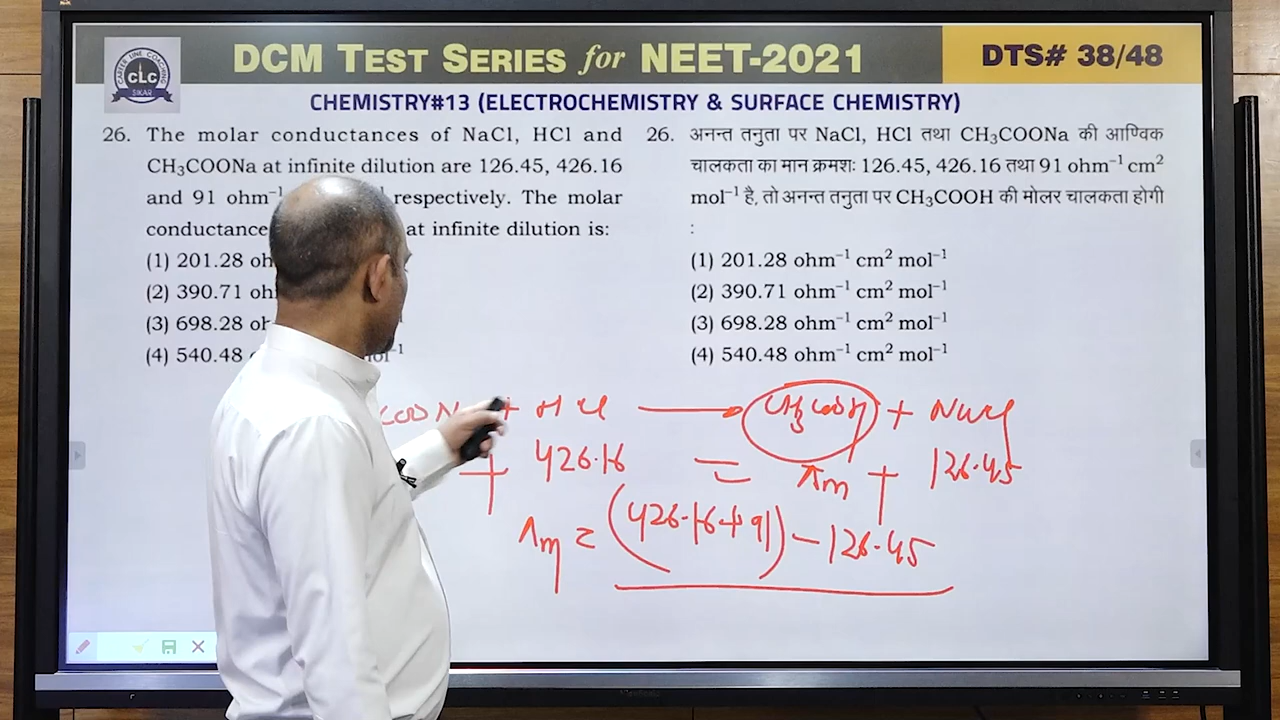 DCM TEST SERIES for NEET-2021
DTS# 38/48
CAREER LINE COACHING
CLC
SIKAR
CHEMISTRY#13 (ELECTROCHEMISTRY & SURFACE CHEMISTRY)
26. The molar conductances of NaCl, HCl and
CH₃COONa at infinite dilution are 126.45, 426.16
and 91 ohm⁻¹ respectively. The molar
conductance at infinite dilution is:
(1) 201.28
(2) 390.71
(3) 698.28
(4) 540.48
26. अनन्त तनुता पर NaCl, HCl तथा CH₃COONa की आण्विक
चालकता का मान क्रमशः 126.45, 426.16 तथा 91 ohm⁻¹ cm²
mol⁻¹ है, तो अनन्त तनुता पर CH₃COOH की मोलर चालकता होगी
:
(1) 201.28 ohm⁻¹ cm² mol⁻¹
(2) 390.71 ohm⁻¹ cm² mol⁻¹
(3) 698.28 ohm⁻¹ cm² mol⁻¹
(4) 540.48 ohm⁻¹ cm² mol⁻¹
+ HCl → CH₃COOH + NaCl
+ 426.16 = λm + 126.45
λm = (426.16+91) − 126.45